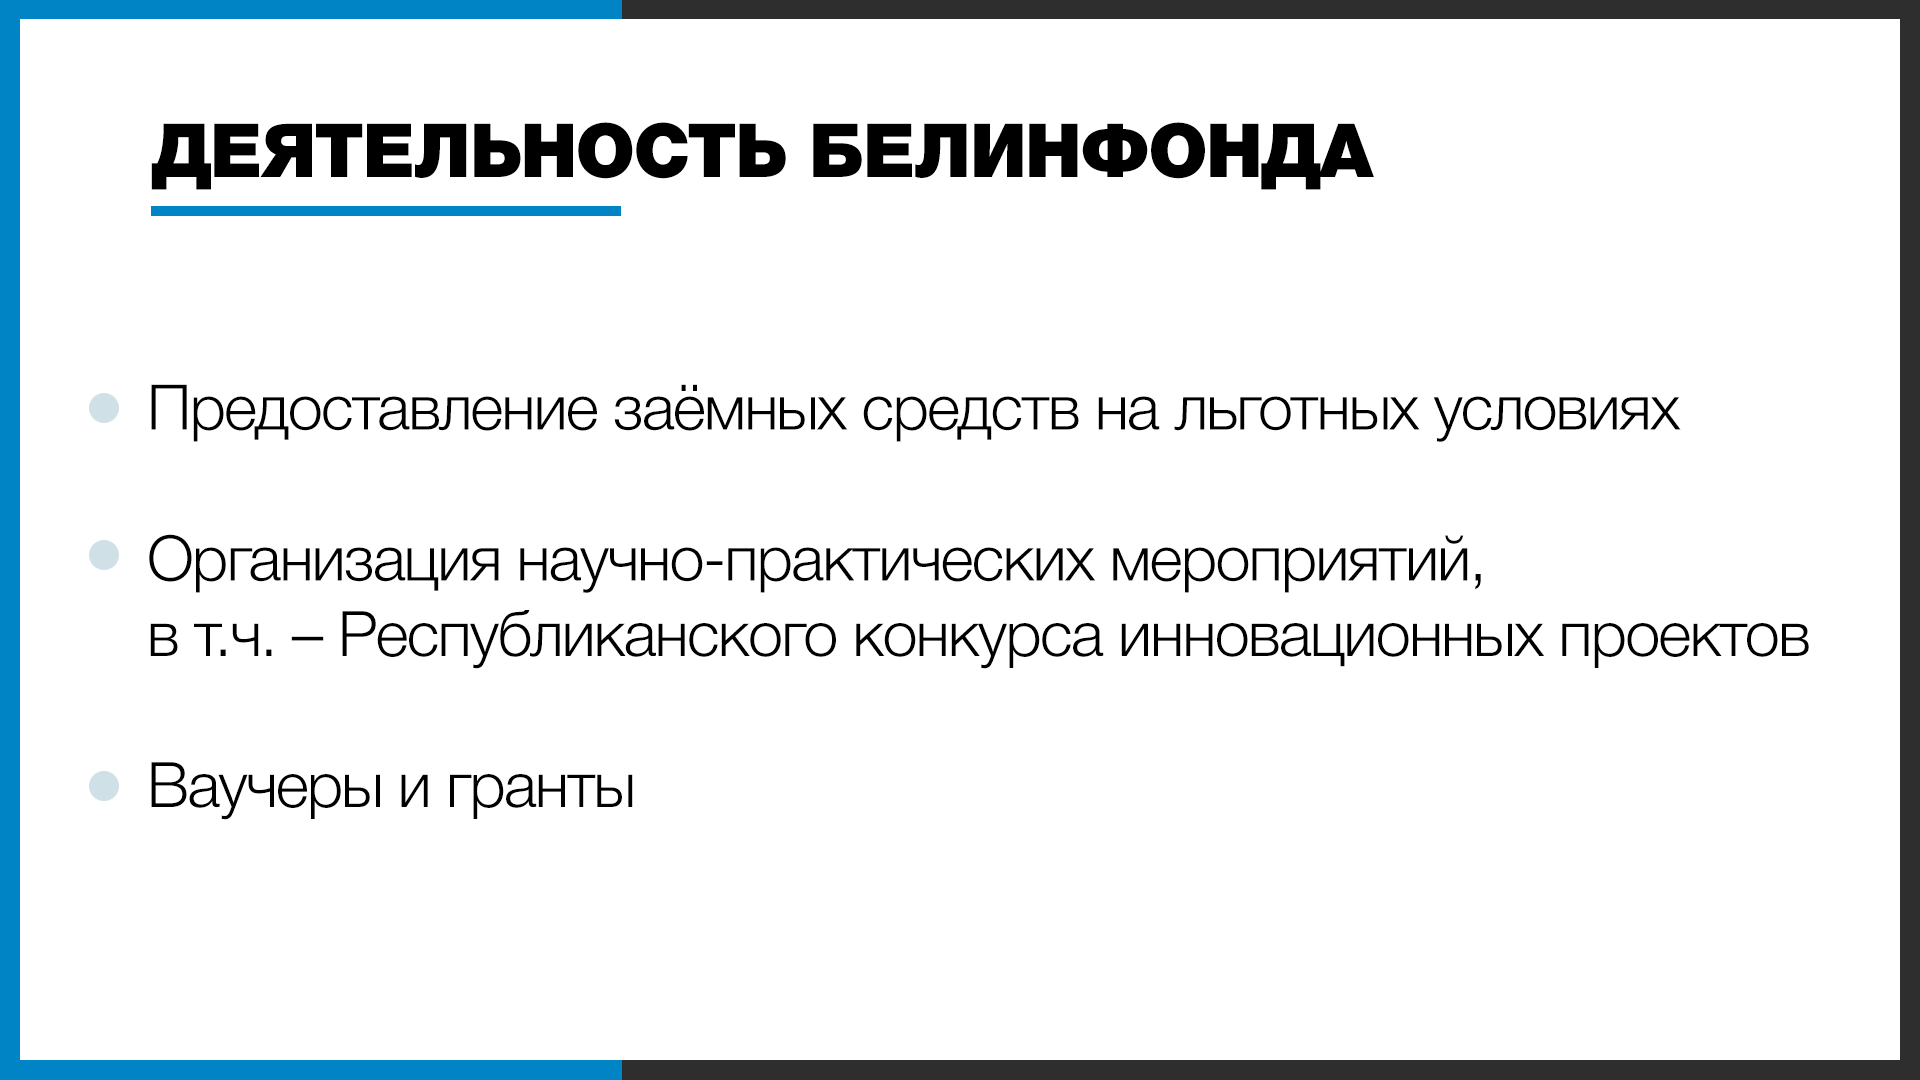 ДЕЯТЕЛЬНОСТЬ БЕЛИНФОНДА
Предоставление заёмных средств на льготных условиях
Организация научно-практических мероприятий,
в т.ч. – Республиканского конкурса инновационных проектов
Ваучеры и гранты